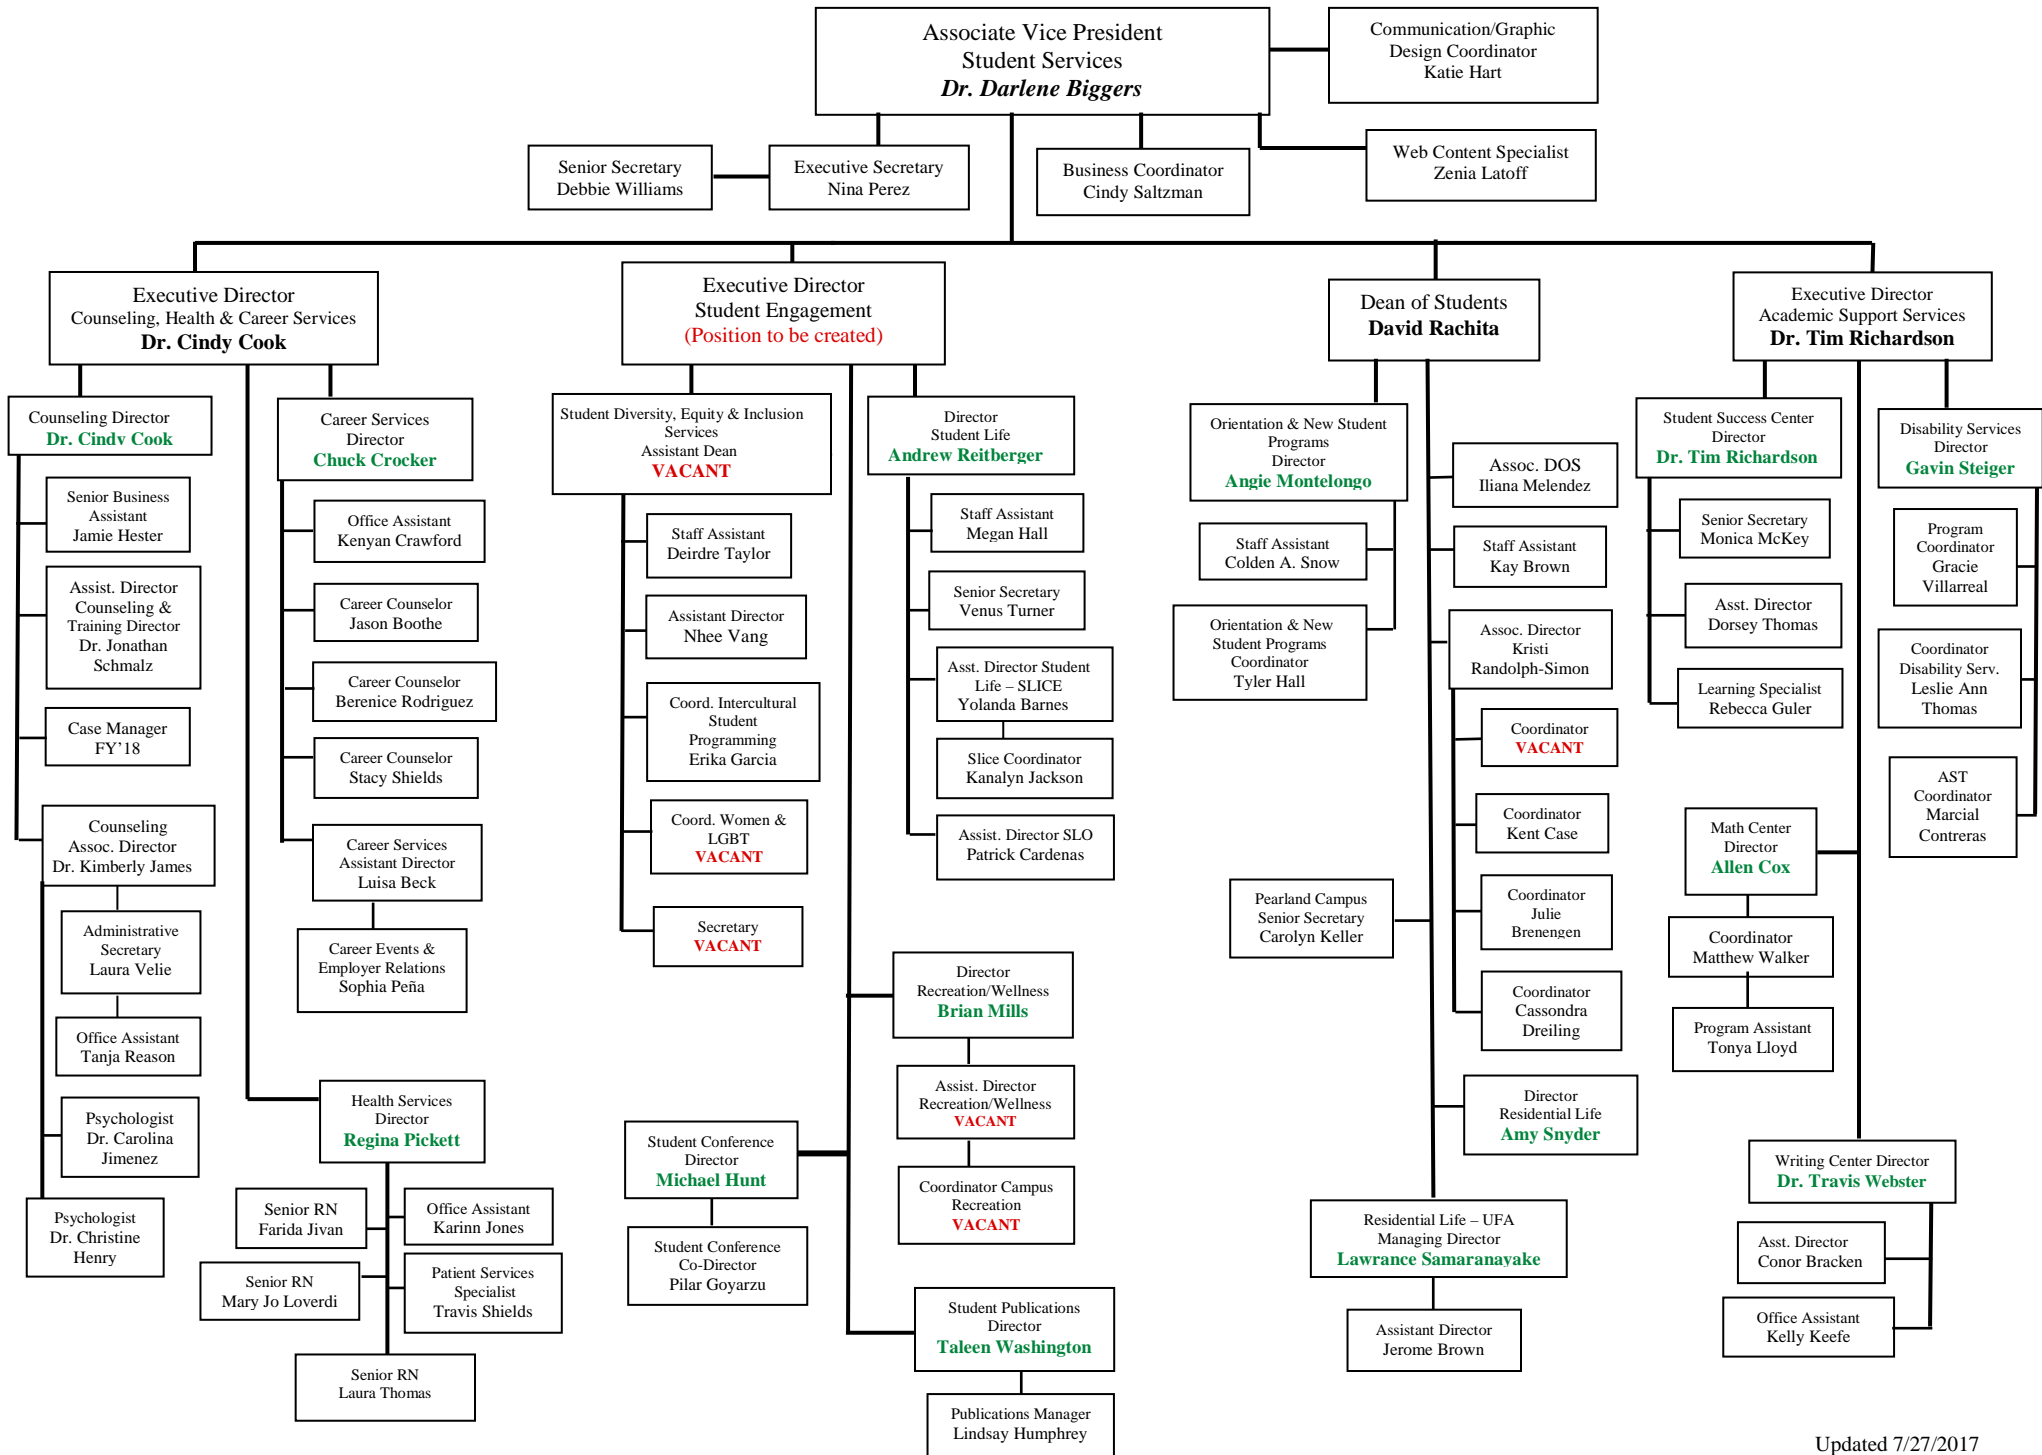 Associate Vice President
Student Services
Dr. Darlene Biggers
Communication/Graphic
Design Coordinator
Katie Hart
Senior Secretary
Debbie Williams
Executive Secretary
Nina Perez
Business Coordinator
Cindy Saltzman
Web Content Specialist
Zenia Latoff
Executive Director
Counseling, Health & Career Services
Dr. Cindy Cook
Executive Director
Student Engagement
(Position to be created)
Dean of Students
David Rachita
Executive Director
Academic Support Services
Dr. Tim Richardson
Counseling Director
Dr. Cindy Cook
Senior Business
Assistant
Jamie Hester
Assist. Director
Counseling &
Training Director
Dr. Jonathan
Schmalz
Case Manager
FY'18
Counseling
Assoc. Director
Dr. Kimberly James
Administrative
Secretary
Laura Velie
Office Assistant
Tanja Reason
Psychologist
Dr. Carolina
Jimenez
Psychologist
Dr. Christine
Henry
Career Services
Director
Chuck Crocker
Office Assistant
Kenyan Crawford
Career Counselor
Jason Boothe
Career Counselor
Berenice Rodriguez
Career Counselor
Stacy Shields
Career Services
Assistant Director
Luisa Beck
Career Events &
Employer Relations
Sophia Peña
Health Services
Director
Regina Pickett
Senior RN
Farida Jivan
Office Assistant
Karinn Jones
Senior RN
Mary Jo Loverdi
Patient Services
Specialist
Travis Shields
Senior RN
Laura Thomas
Student Diversity, Equity & Inclusion
Services
Assistant Dean
VACANT
Staff Assistant
Deirdre Taylor
Assistant Director
Nhee Vang
Coord. Intercultural
Student
Programming
Erika Garcia
Coord. Women &
LGBT
VACANT
Secretary
VACANT
Director
Student Life
Andrew Reitberger
Staff Assistant
Megan Hall
Senior Secretary
Venus Turner
Asst. Director Student
Life – SLICE
Yolanda Barnes
Slice Coordinator
Kanalyn Jackson
Assist. Director SLO
Patrick Cardenas
Director
Recreation/Wellness
Brian Mills
Assist. Director
Recreation/Wellness
VACANT
Coordinator Campus
Recreation
VACANT
Student Conference
Director
Michael Hunt
Student Conference
Co-Director
Pilar Goyarzu
Student Publications
Director
Taleen Washington
Publications Manager
Lindsay Humphrey
Orientation & New Student
Programs
Director
Angie Montelongo
Staff Assistant
Colden A. Snow
Orientation & New
Student Programs
Coordinator
Tyler Hall
Assoc. DOS
Iliana Melendez
Staff Assistant
Kay Brown
Assoc. Director
Kristi
Randolph-Simon
Coordinator
VACANT
Coordinator
Kent Case
Coordinator
Julie
Brenengen
Coordinator
Cassondra
Dreiling
Pearland Campus
Senior Secretary
Carolyn Keller
Director
Residential Life
Amy Snyder
Residential Life – UFA
Managing Director
Lawrance Samaranayake
Assistant Director
Jerome Brown
Student Success Center
Director
Dr. Tim Richardson
Senior Secretary
Monica McKey
Asst. Director
Dorsey Thomas
Learning Specialist
Rebecca Guler
Disability Services
Director
Gavin Steiger
Program
Coordinator
Gracie
Villarreal
Coordinator
Disability Serv.
Leslie Ann
Thomas
AST
Coordinator
Marcial
Contreras
Math Center
Director
Allen Cox
Coordinator
Matthew Walker
Program Assistant
Tonya Lloyd
Writing Center Director
Dr. Travis Webster
Asst. Director
Conor Bracken
Office Assistant
Kelly Keefe
Updated 7/27/2017